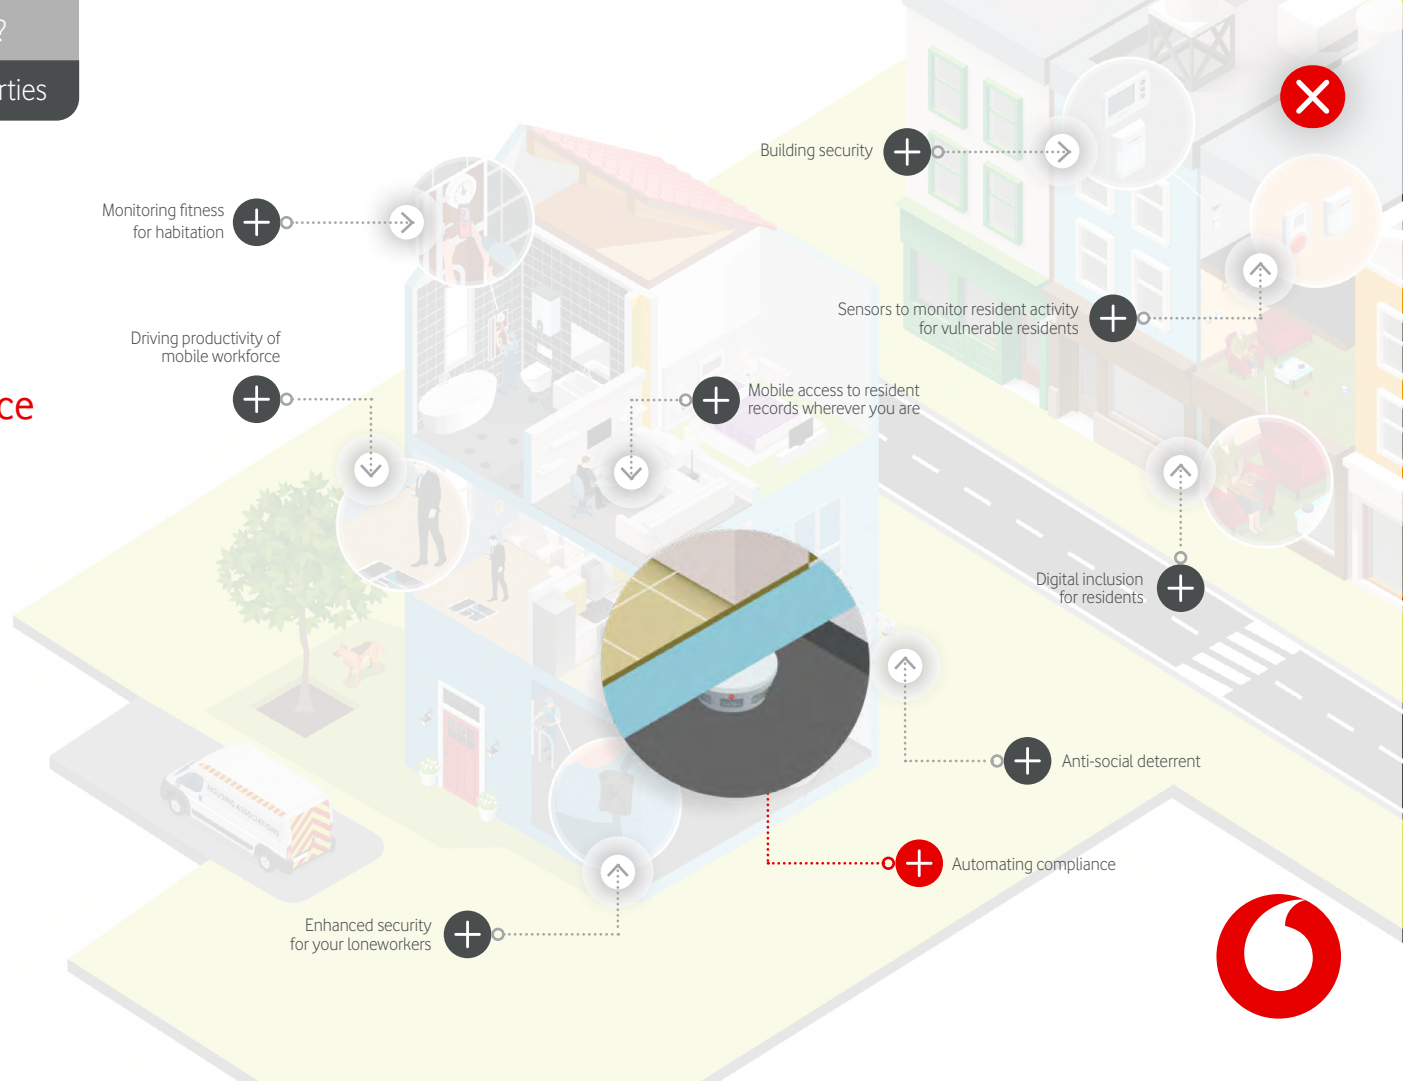 ?
rties
Building security
Monitoring fitness
for habitation
Sensors to monitor resident activity
for vulnerable residents
Driving productivity of
mobile workforce
Mobile access to resident
records wherever you are
ce
Digital inclusion
for residents
Anti-social deterrent
HOUSING ASSOCIATIONS
Automating compliance
Enhanced security
for your loneworkers